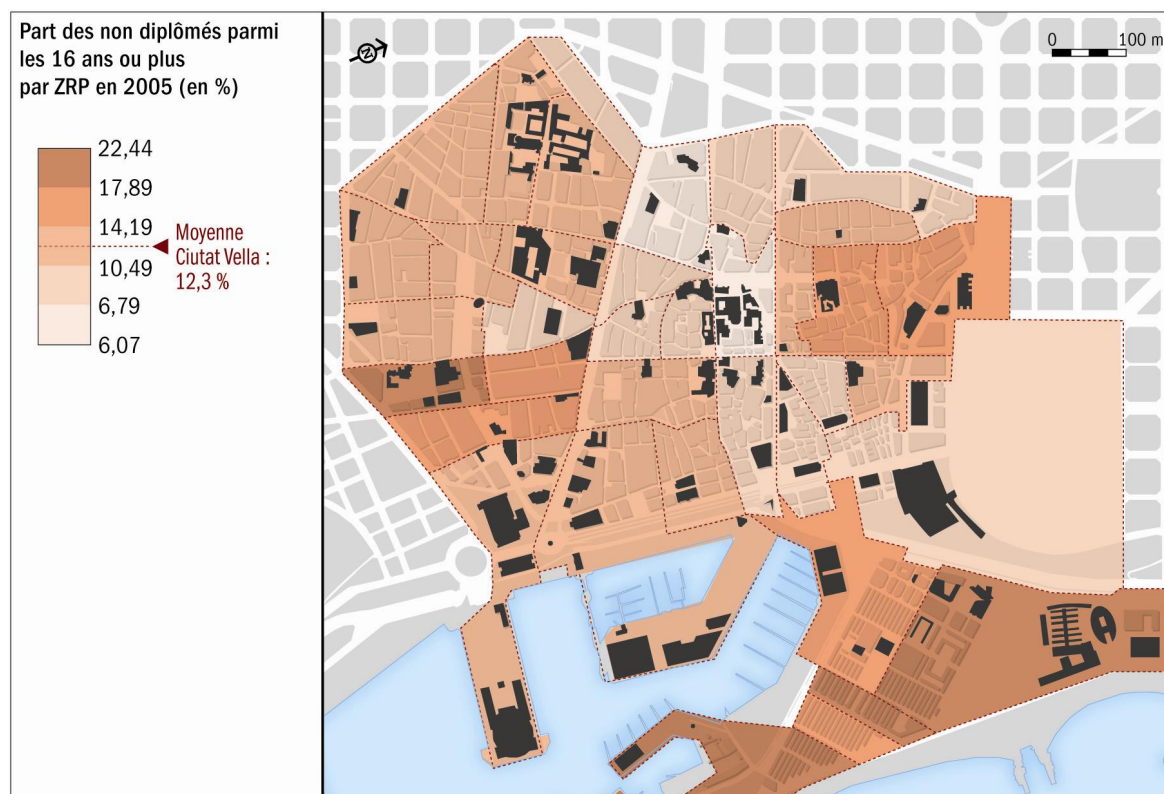 Part des non diplômés parmi
les 16 ans ou plus
par ZRP en 2005 (en %)
22,44
17,89
14,19
10,49
6,79
6,07
Moyenne
Ciutat Vella :
12,3 %
N
0 100 m